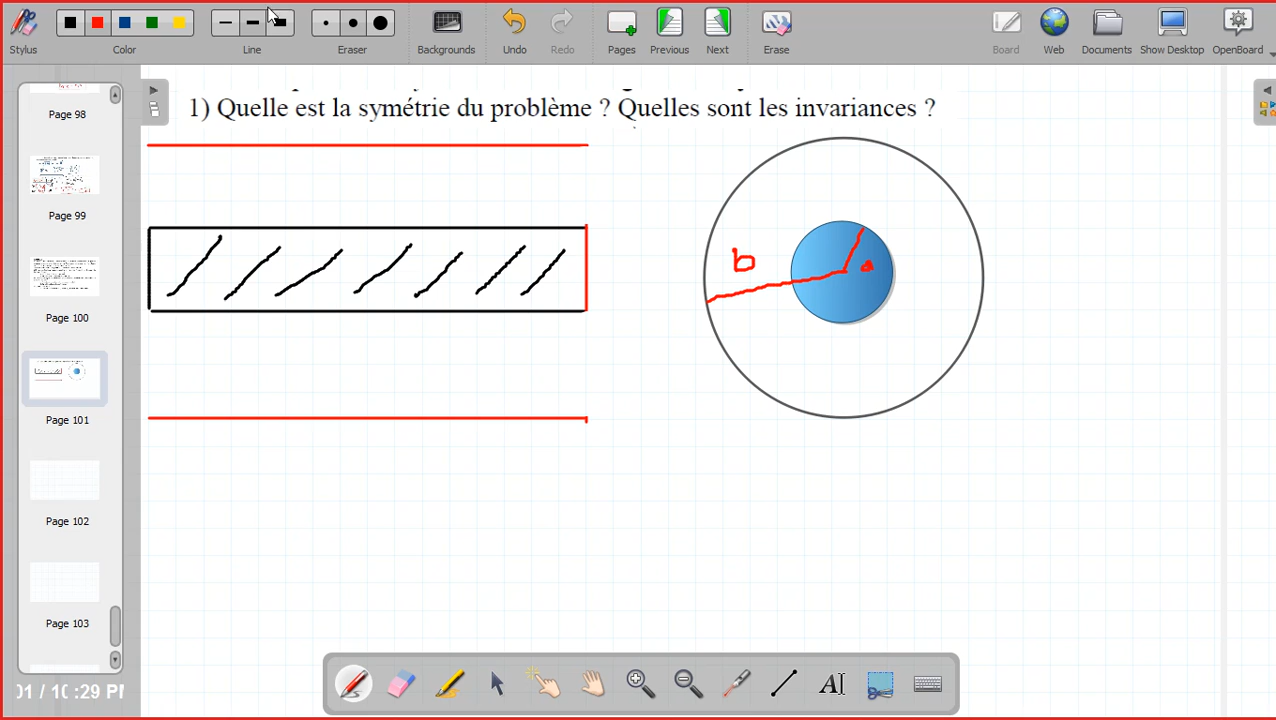 Stylus Color Line Eraser Backgrounds Undo Redo Pages Previous Next Erase Board Web Documents Show Desktop OpenBoard
Page 98
Page 99
Page 100
Page 101
Page 102
Page 103
1) Quelle est la symétrie du problème ? Quelles sont les invariances ?
b
a